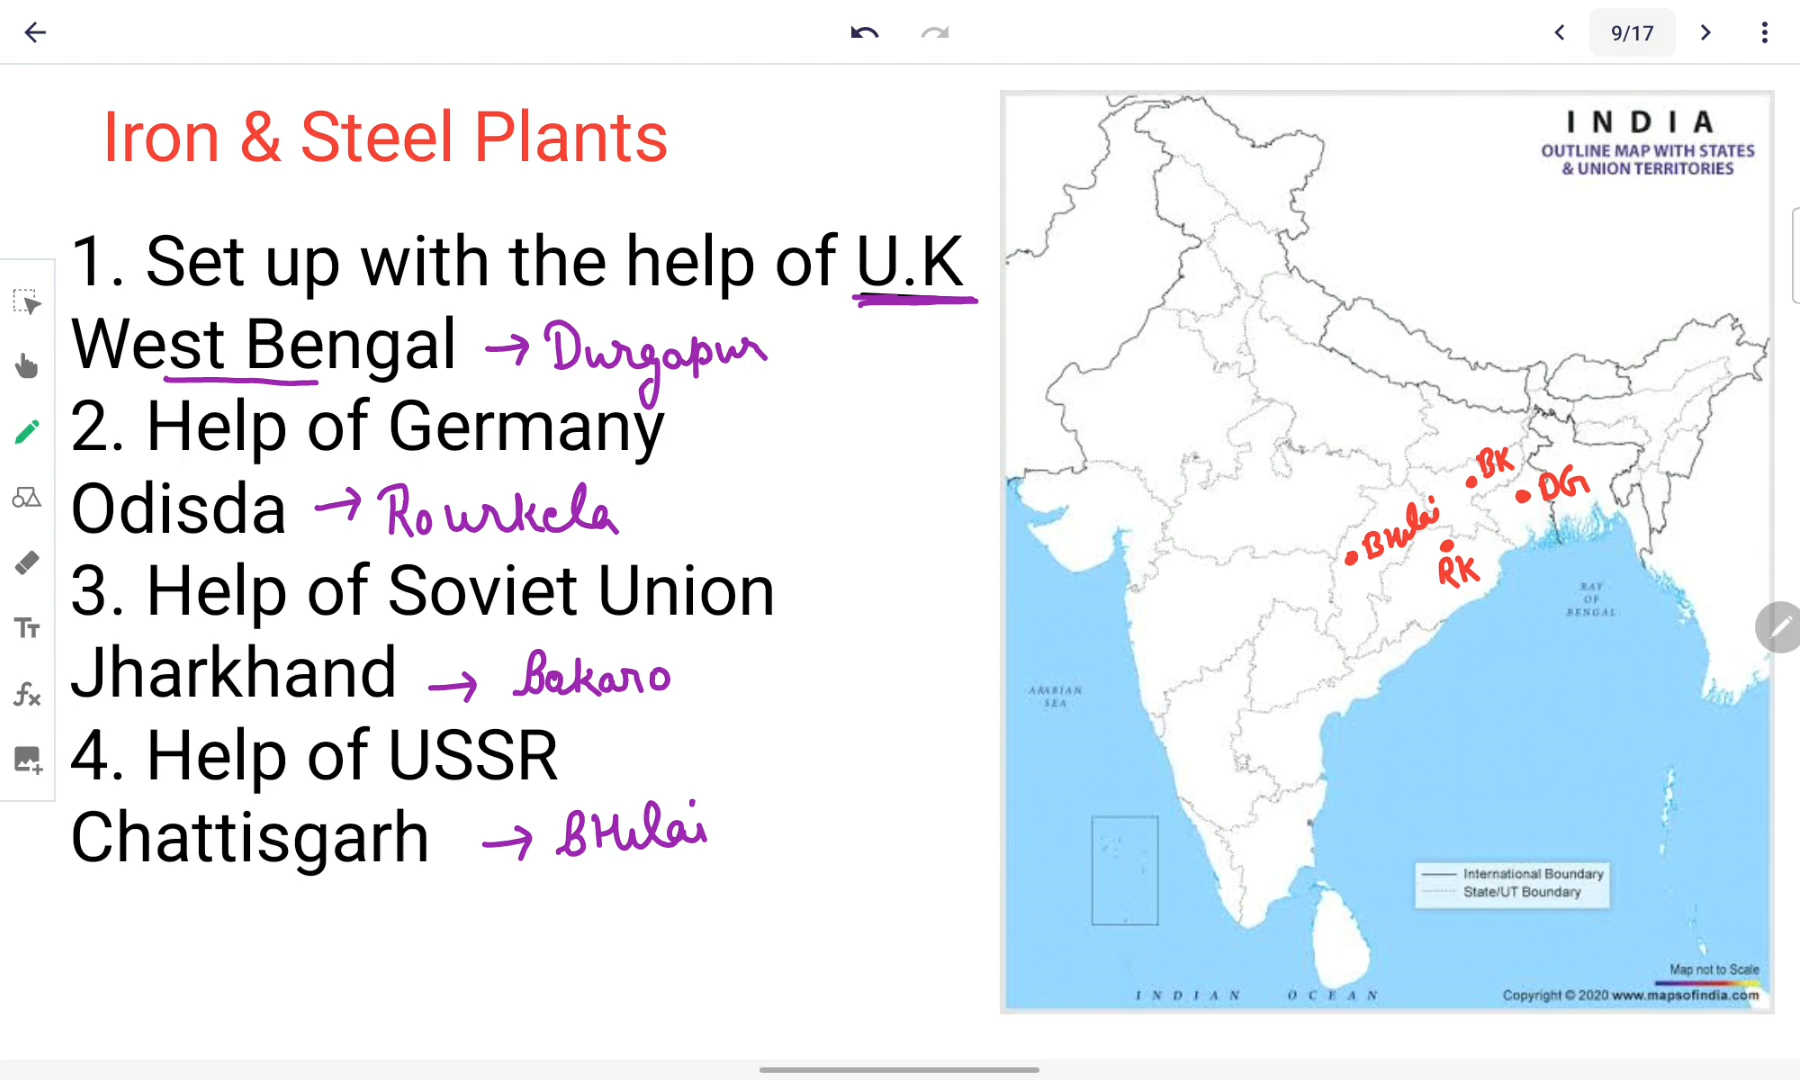 9/17
Iron & Steel Plants
1. Set up with the help of U.K
West Bengal → Durgapur
2. Help of Germany
Odisda → Rourkela
3. Help of Soviet Union
Jharkhand → Bokaro
4. Help of USSR
Chattisgarh → BHilai
INDIA
OUTLINE MAP WITH STATES
& UNION TERRITORIES
BK
DG
BHilai
RK
BAY
OF
BENGAL
ARABIAN
SEA
International Boundary
State/UT Boundary
Map not to Scale
INDIAN OCEAN
Copyright © 2020 www.mapsofindia.com
Tт
fx